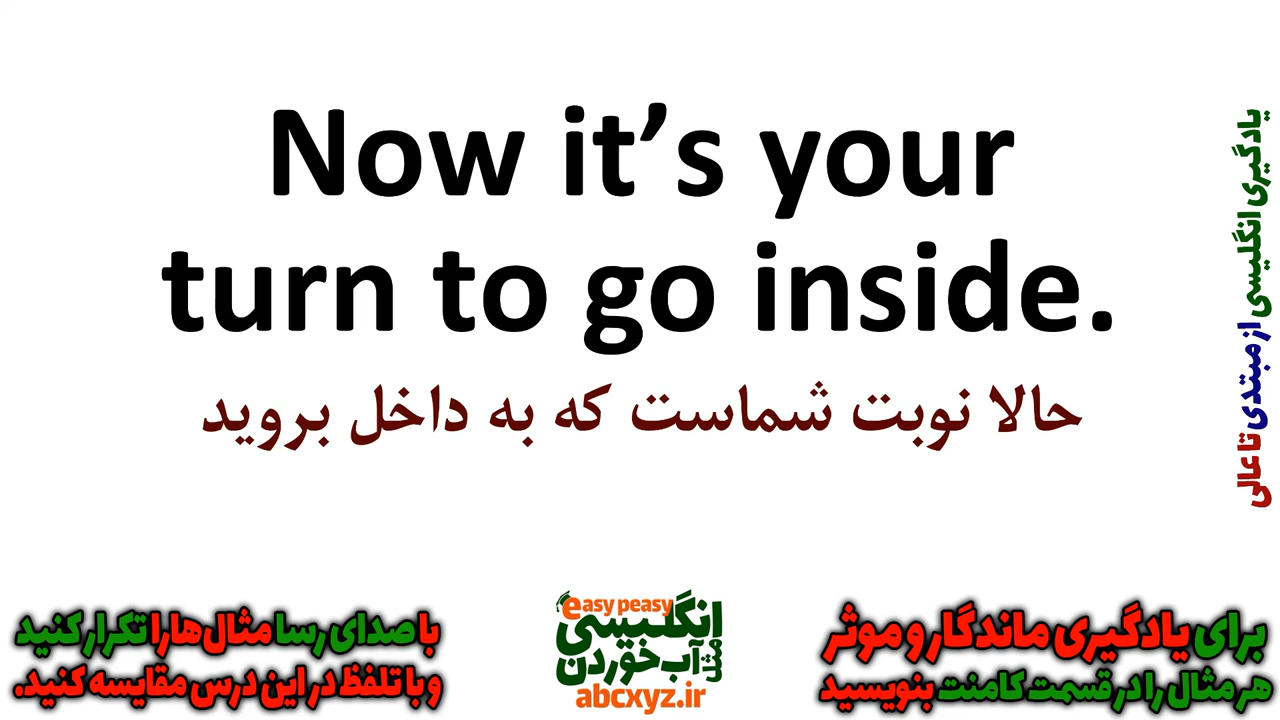 Now it’s your
turn to go inside.
حالا نوبت شماست که به داخل بروید
یادگیری انگلیسی از مبتدی تا عالی
برای یادگیری ماندگار و موثر
هر مثال را در قسمت کامنت بنویسید
easy peasy
انگلیسی
مثل آب خوردن
abcxyz.ir
با صدای رسا مثال‌ها را تکرار کنید
و با تلفظ در این درس مقایسه کنید.